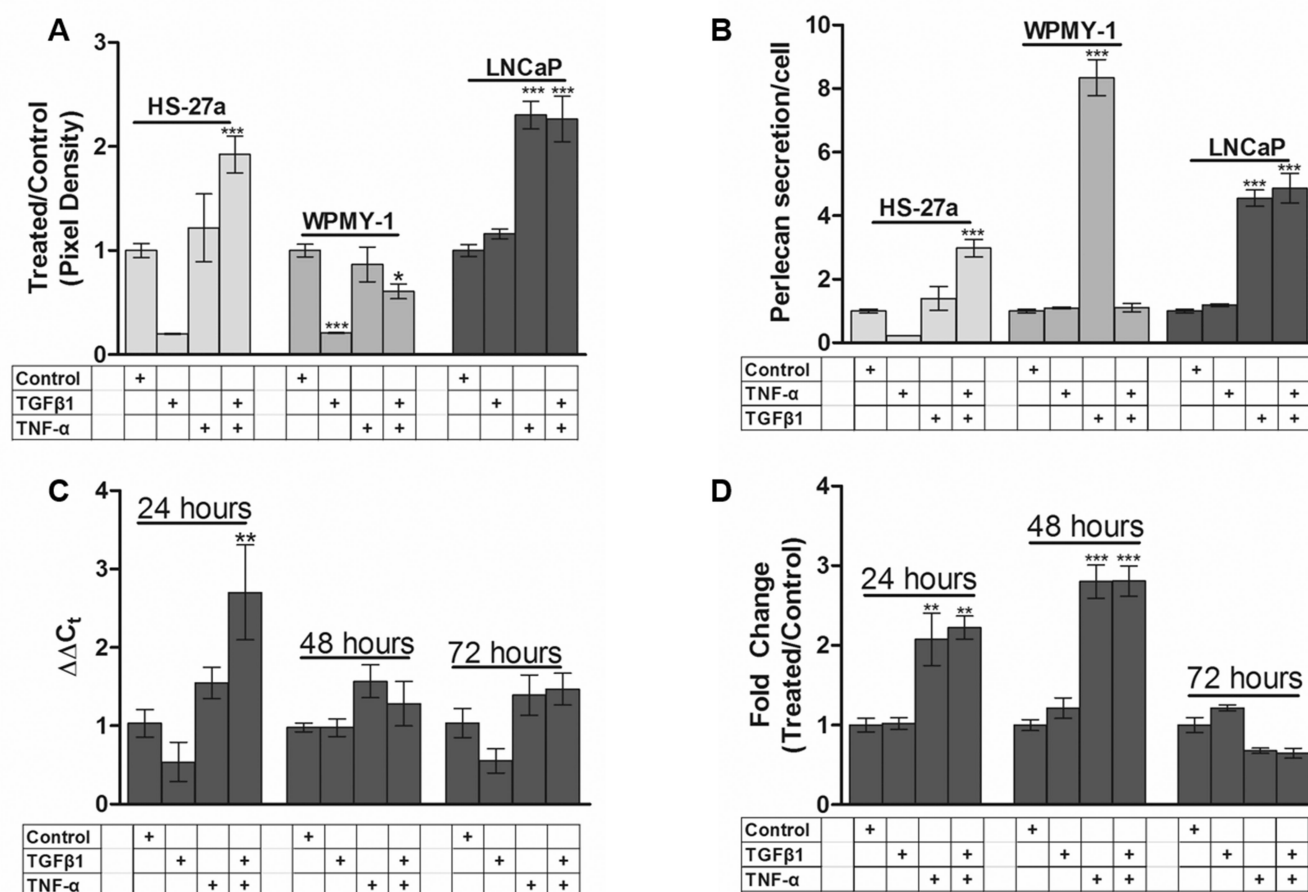 A
Treated/Control
(Pixel Density)
3
2
1
0
HS-27a
***
WPMY-1
***
*
LNCaP
*** ***
Control + + +
TGFβ1 + + + + + +
TNF-α + + + + + +
B
Perlecan secretion/cell
10
8
6
4
2
0
HS-27a
***
WPMY-1
***
LNCaP
*** ***
Control + + +
TNF-α + + + + + +
TGFβ1 + + + + + +
C
ΔΔCt
4
3
2
1
0
24 hours
**
48 hours
72 hours
Control + + +
TGFβ1 + + + + + +
TNF-α + + + + + +
D
Fold Change
(Treated/Control)
4
3
2
1
0
24 hours
** **
48 hours
*** ***
72 hours
Control + + +
TGFβ1 + + + + + +
TNF-α + + + + + +